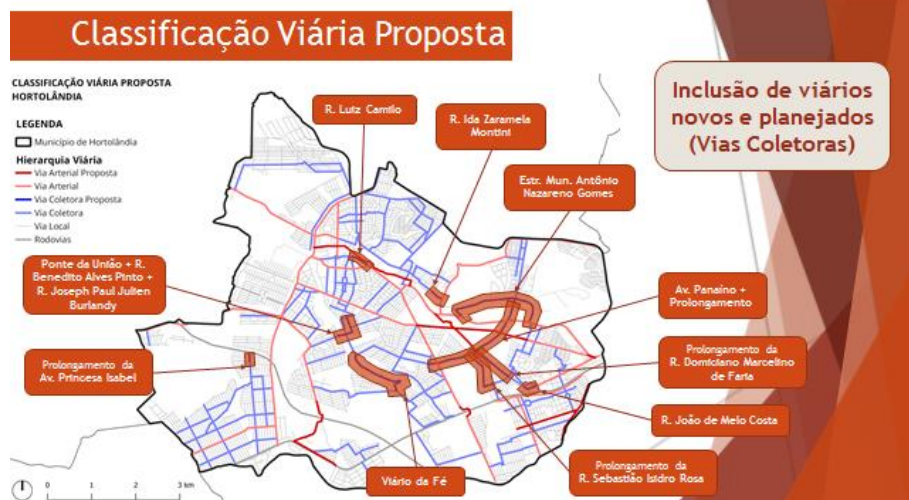 Classificação Viária Proposta
CLASSIFICAÇÃO VIÁRIA PROPOSTA
HORTOLÂNDIA
LEGENDA
Município de Hortolândia
Hierarquia Viária
Via Arterial Proposta
Via Arterial
Via Coletora Proposta
Via Coletora
Via Local
Rodovias
Inclusão de viários
novos e planejados
(Vias Coletoras)
R. Luiz Camilo
R. Ida Zaramela
Montini
Estr. Mun. Antônio
Nazareno Gomes
Ponte da União + R.
Benedito Alves Pinto +
R. Joseph Paul Julien
Burlandy
Av. Panaíno +
Prolongamento
Prolongamento da
Av. Princesa Isabel
Prolongamento da
R. Domiciano Marcelino
de Faria
R. João de Melo Costa
Viário da Fé
Prolongamento da
R. Sebastião Isidro Rosa
0 1 2 3 km